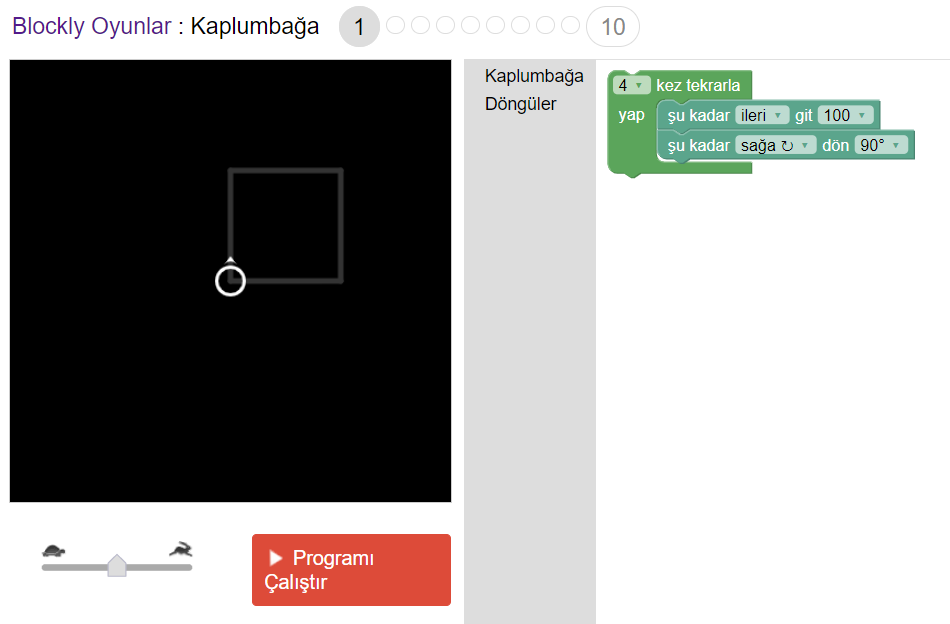 Blockly Oyunlar : Kaplumbağa 1 10
Kaplumbağa
Döngüler
4 kez tekrarla
yap şu kadar ileri git 100
şu kadar sağa ↻ dön 90°
Programı
Çalıştır